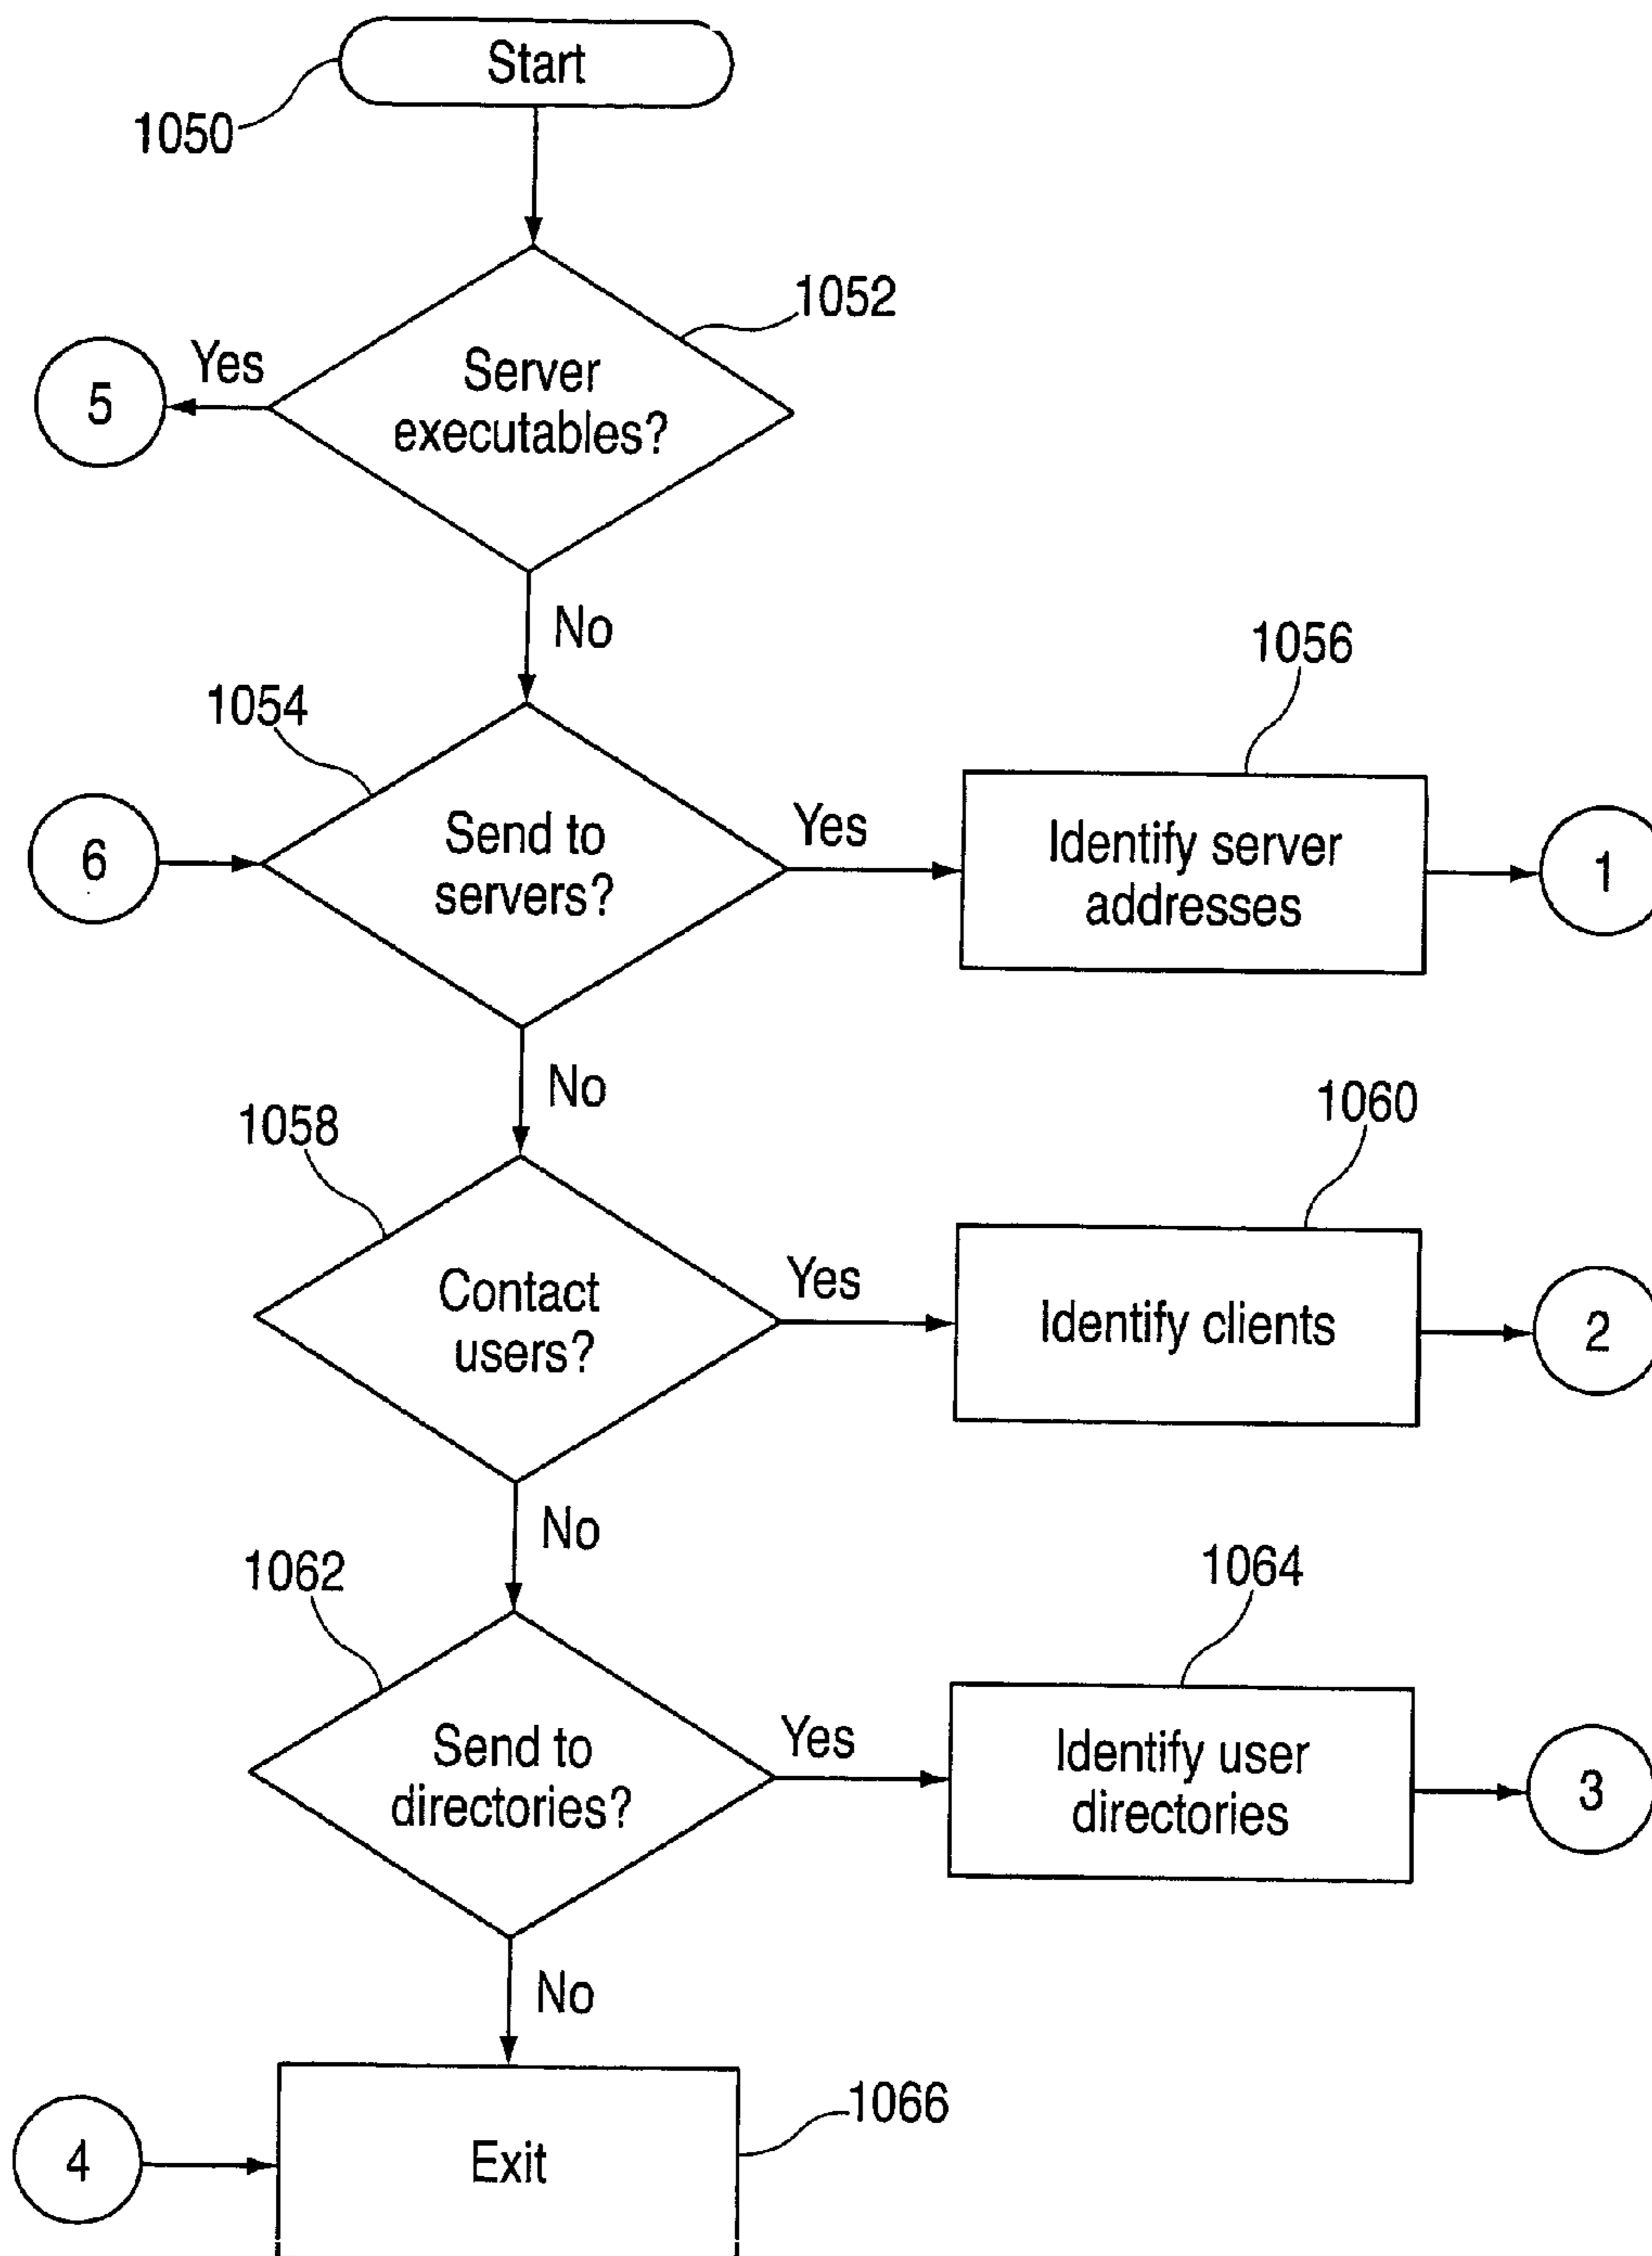 Start
1050
1052
Yes
5
Server
executables?
No
1056
1054
6
Send to
servers?
Yes
Identify server
addresses
1
No
1060
1058
Contact
users?
Yes
Identify clients
2
No
1062
1064
Send to
directories?
Yes
Identify user
directories
3
No
1066
4
Exit